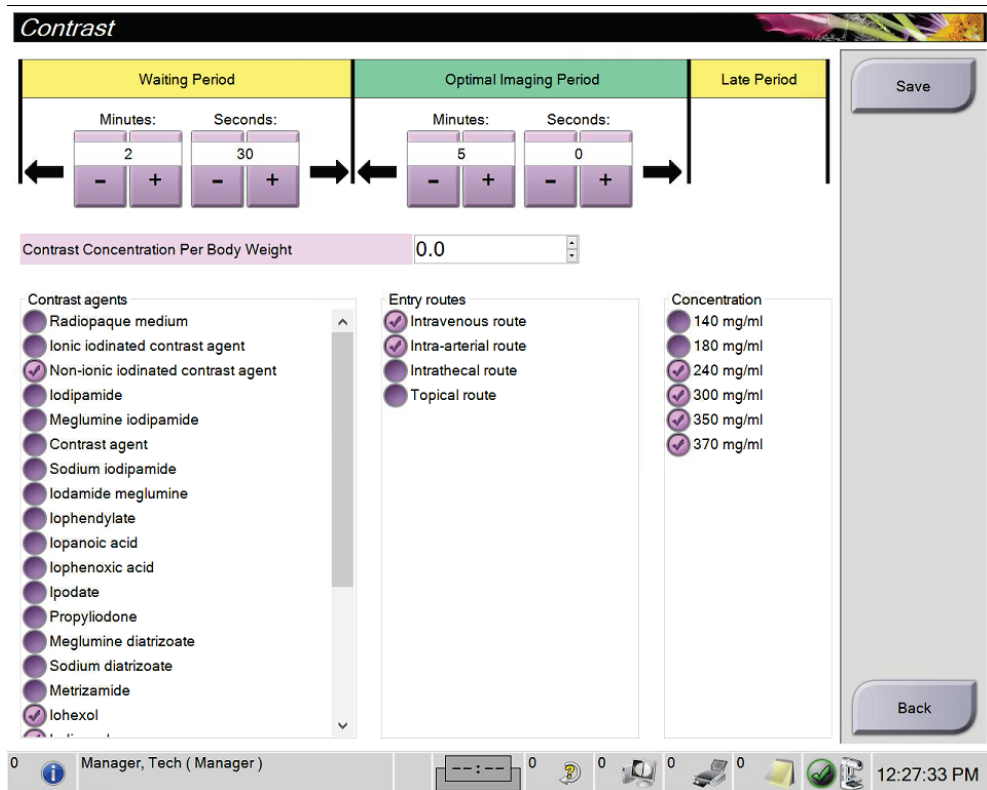 Contrast
Waiting Period
Optimal Imaging Period
Late Period
Save
Minutes:
Seconds:
Minutes:
Seconds:
2
30
5
0
-
+
-
+
-
+
-
+
Contrast Concentration Per Body Weight
0.0
Contrast agents
Radiopaque medium
Ionic iodinated contrast agent
Non-ionic iodinated contrast agent
Iodipamide
Meglumine iodipamide
Contrast agent
Sodium iodipamide
Iodamide meglumine
Iophendylate
Iopanoic acid
Iophenoxic acid
Ipodate
Propyliodone
Meglumine diatrizoate
Sodium diatrizoate
Metrizamide
Iohexol
Entry routes
Intravenous route
Intra-arterial route
Intrathecal route
Topical route
Concentration
140 mg/ml
180 mg/ml
240 mg/ml
300 mg/ml
350 mg/ml
370 mg/ml
Back
0
Manager, Tech ( Manager )
--:--
0
0
0
0
12:27:33 PM